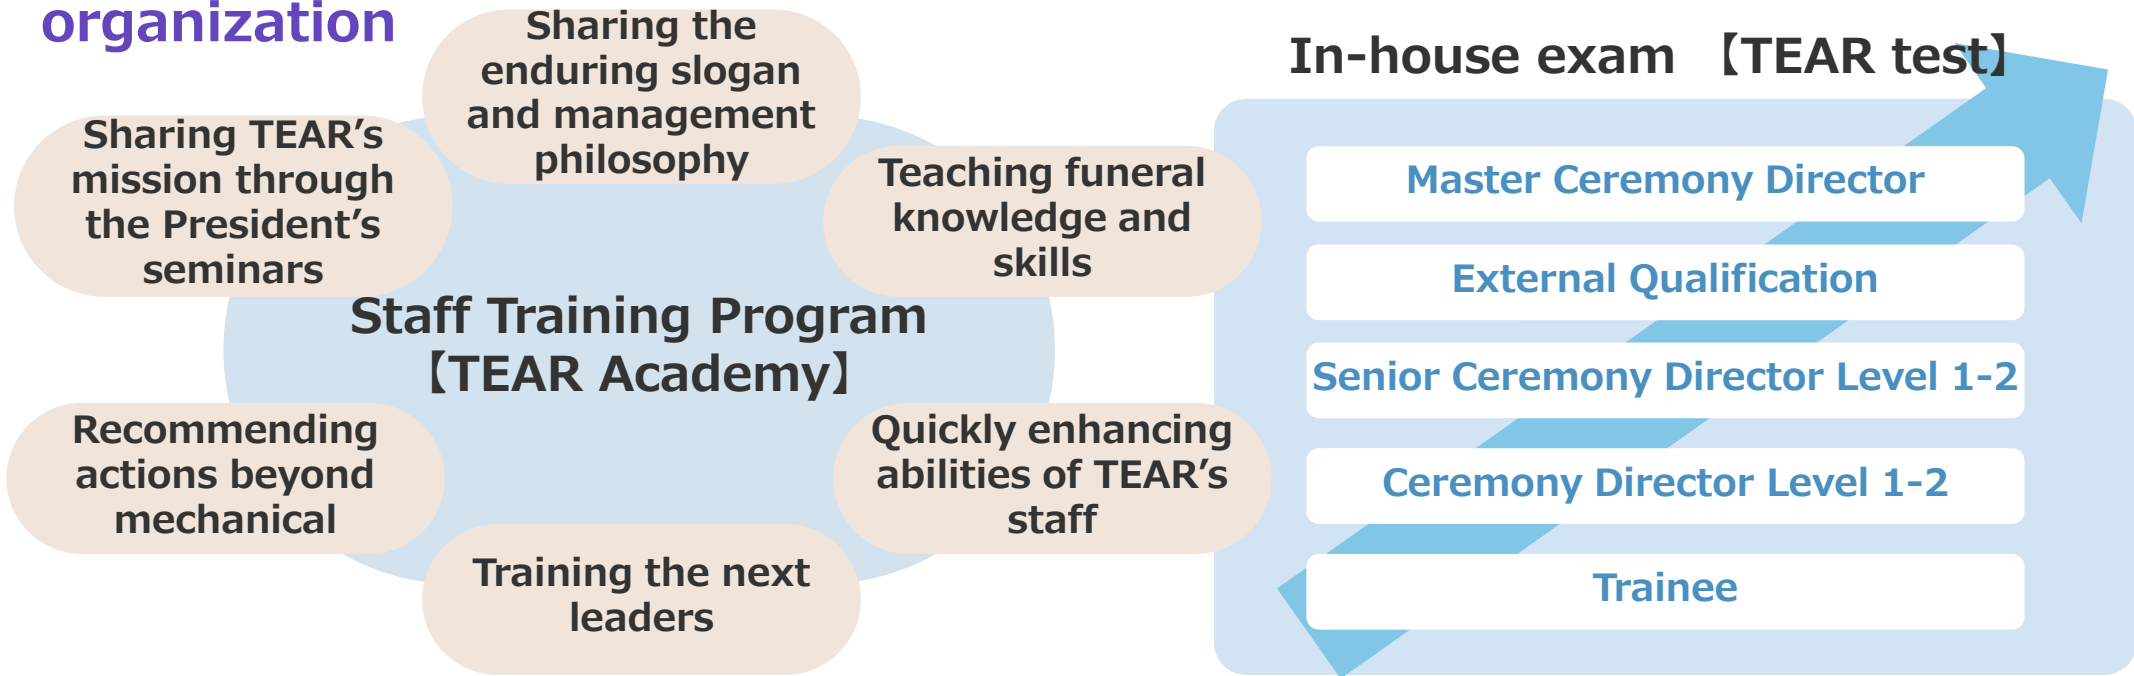 organization
Sharing the
enduring slogan
and management
philosophy
Sharing TEAR’s
mission through
the President’s
seminars
Teaching funeral
knowledge and
skills
Staff Training Program
【TEAR Academy】
Recommending
actions beyond
mechanical
Quickly enhancing
abilities of TEAR’s
staff
Training the next
leaders
In-house exam 【TEAR test】
Master Ceremony Director
External Qualification
Senior Ceremony Director Level 1-2
Ceremony Director Level 1-2
Trainee